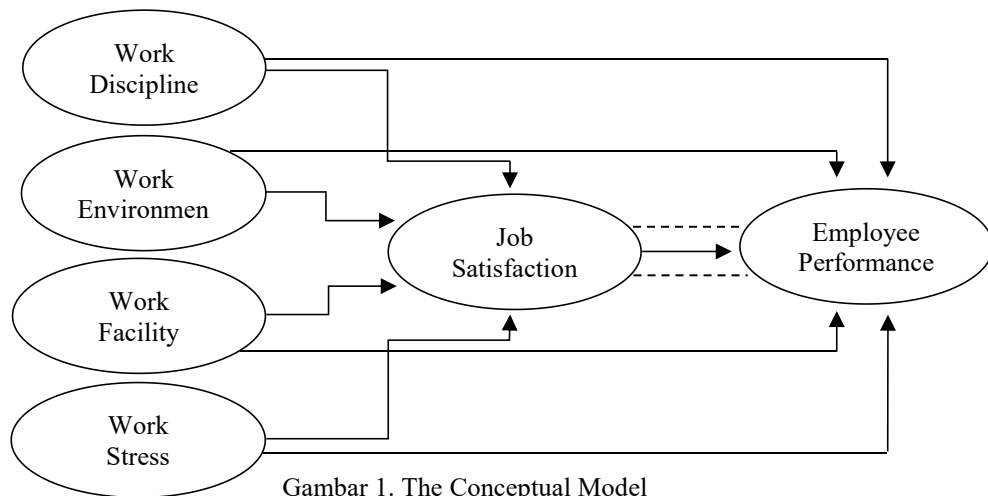 Work
Discipline
Work
Environmen
Work
Facility
Work
Stress
Job
Satisfaction
Employee
Performance
Gambar 1. The Conceptual Model